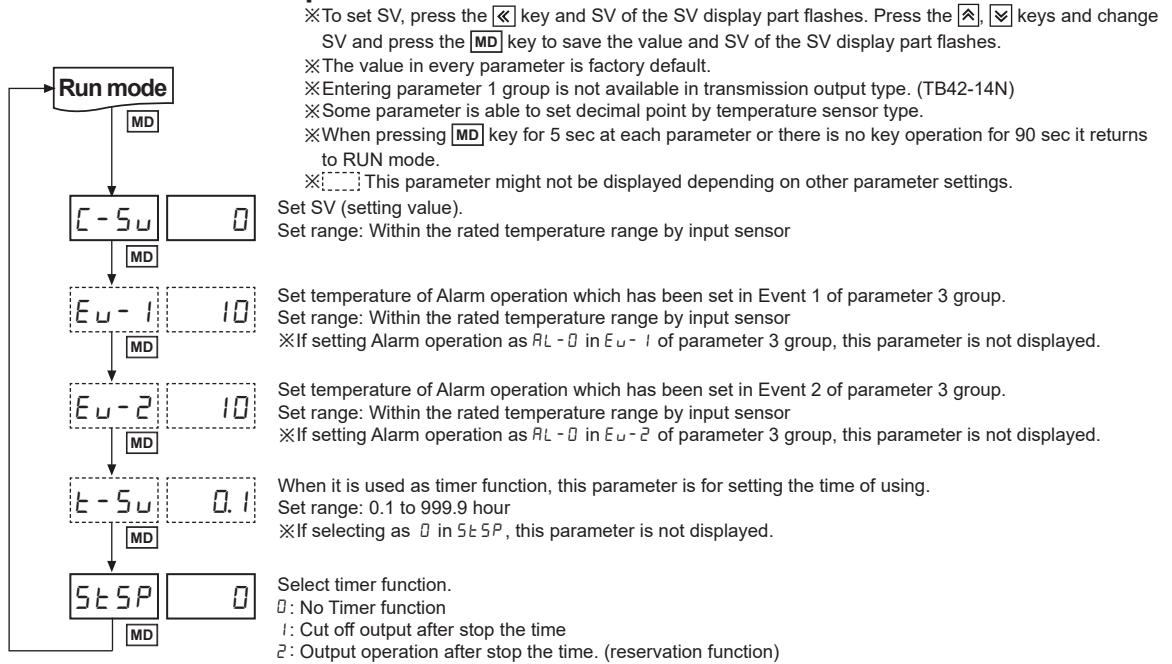 ※To set SV, press the « key and SV of the SV display part flashes. Press the ︽, ︾ keys and change
SV and press the MD key to save the value and SV of the SV display part flashes.
※The value in every parameter is factory default.
※Entering parameter 1 group is not available in transmission output type. (TB42-14N)
※Some parameter is able to set decimal point by temperature sensor type.
※When pressing MD key for 5 sec at each parameter or there is no key operation for 90 sec it returns
to RUN mode.
※ This parameter might not be displayed depending on other parameter settings.
Run mode
MD
C-Su 0
Set SV (setting value).
Set range: Within the rated temperature range by input sensor
MD
Eu-1 10
Set temperature of Alarm operation which has been set in Event 1 of parameter 3 group.
Set range: Within the rated temperature range by input sensor
※If setting Alarm operation as AL-0 in Eu-1 of parameter 3 group, this parameter is not displayed.
MD
Eu-2 10
Set temperature of Alarm operation which has been set in Event 2 of parameter 3 group.
Set range: Within the rated temperature range by input sensor
※If setting Alarm operation as AL-0 in Eu-2 of parameter 3 group, this parameter is not displayed.
MD
t-Su 0.1
When it is used as timer function, this parameter is for setting the time of using.
Set range: 0.1 to 999.9 hour
※If selecting as 0 in StSP, this parameter is not displayed.
MD
StSP 0
Select timer function.
0: No Timer function
1: Cut off output after stop the time
2: Output operation after stop the time. (reservation function)
MD